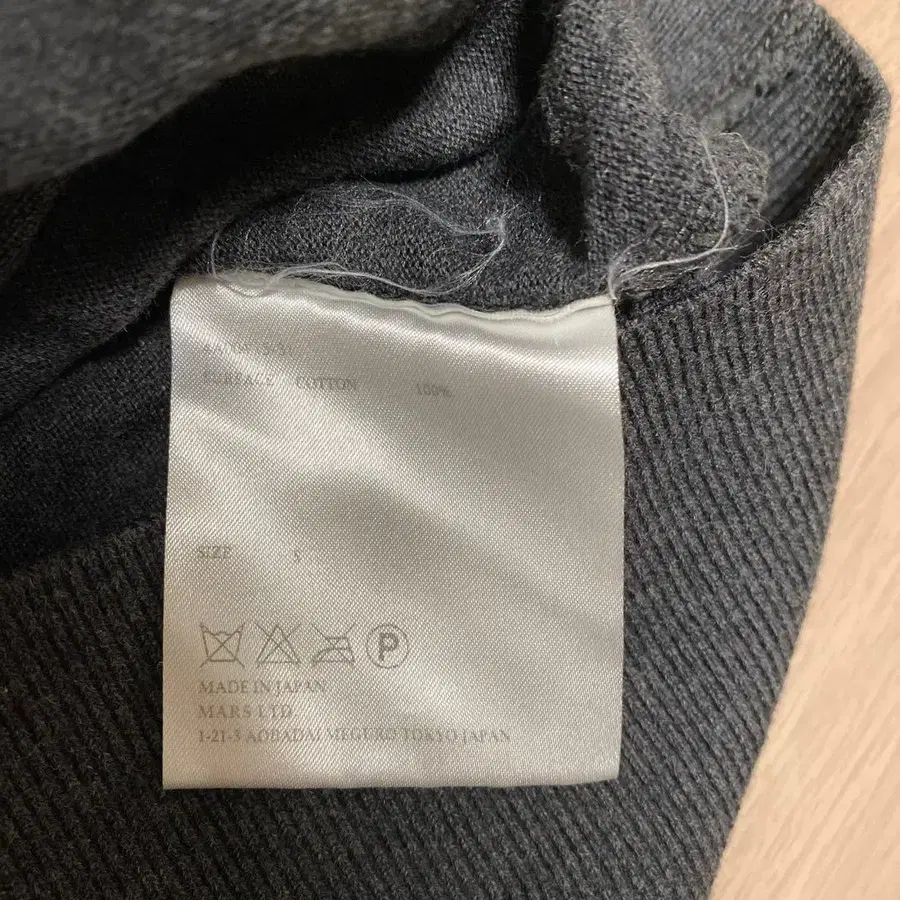 SURFACE COTTON 100%
SIZE S
P
MADE IN JAPAN
MARS LTD.
1-21-3 AOBADAI MEGURO TOKYO JAPAN